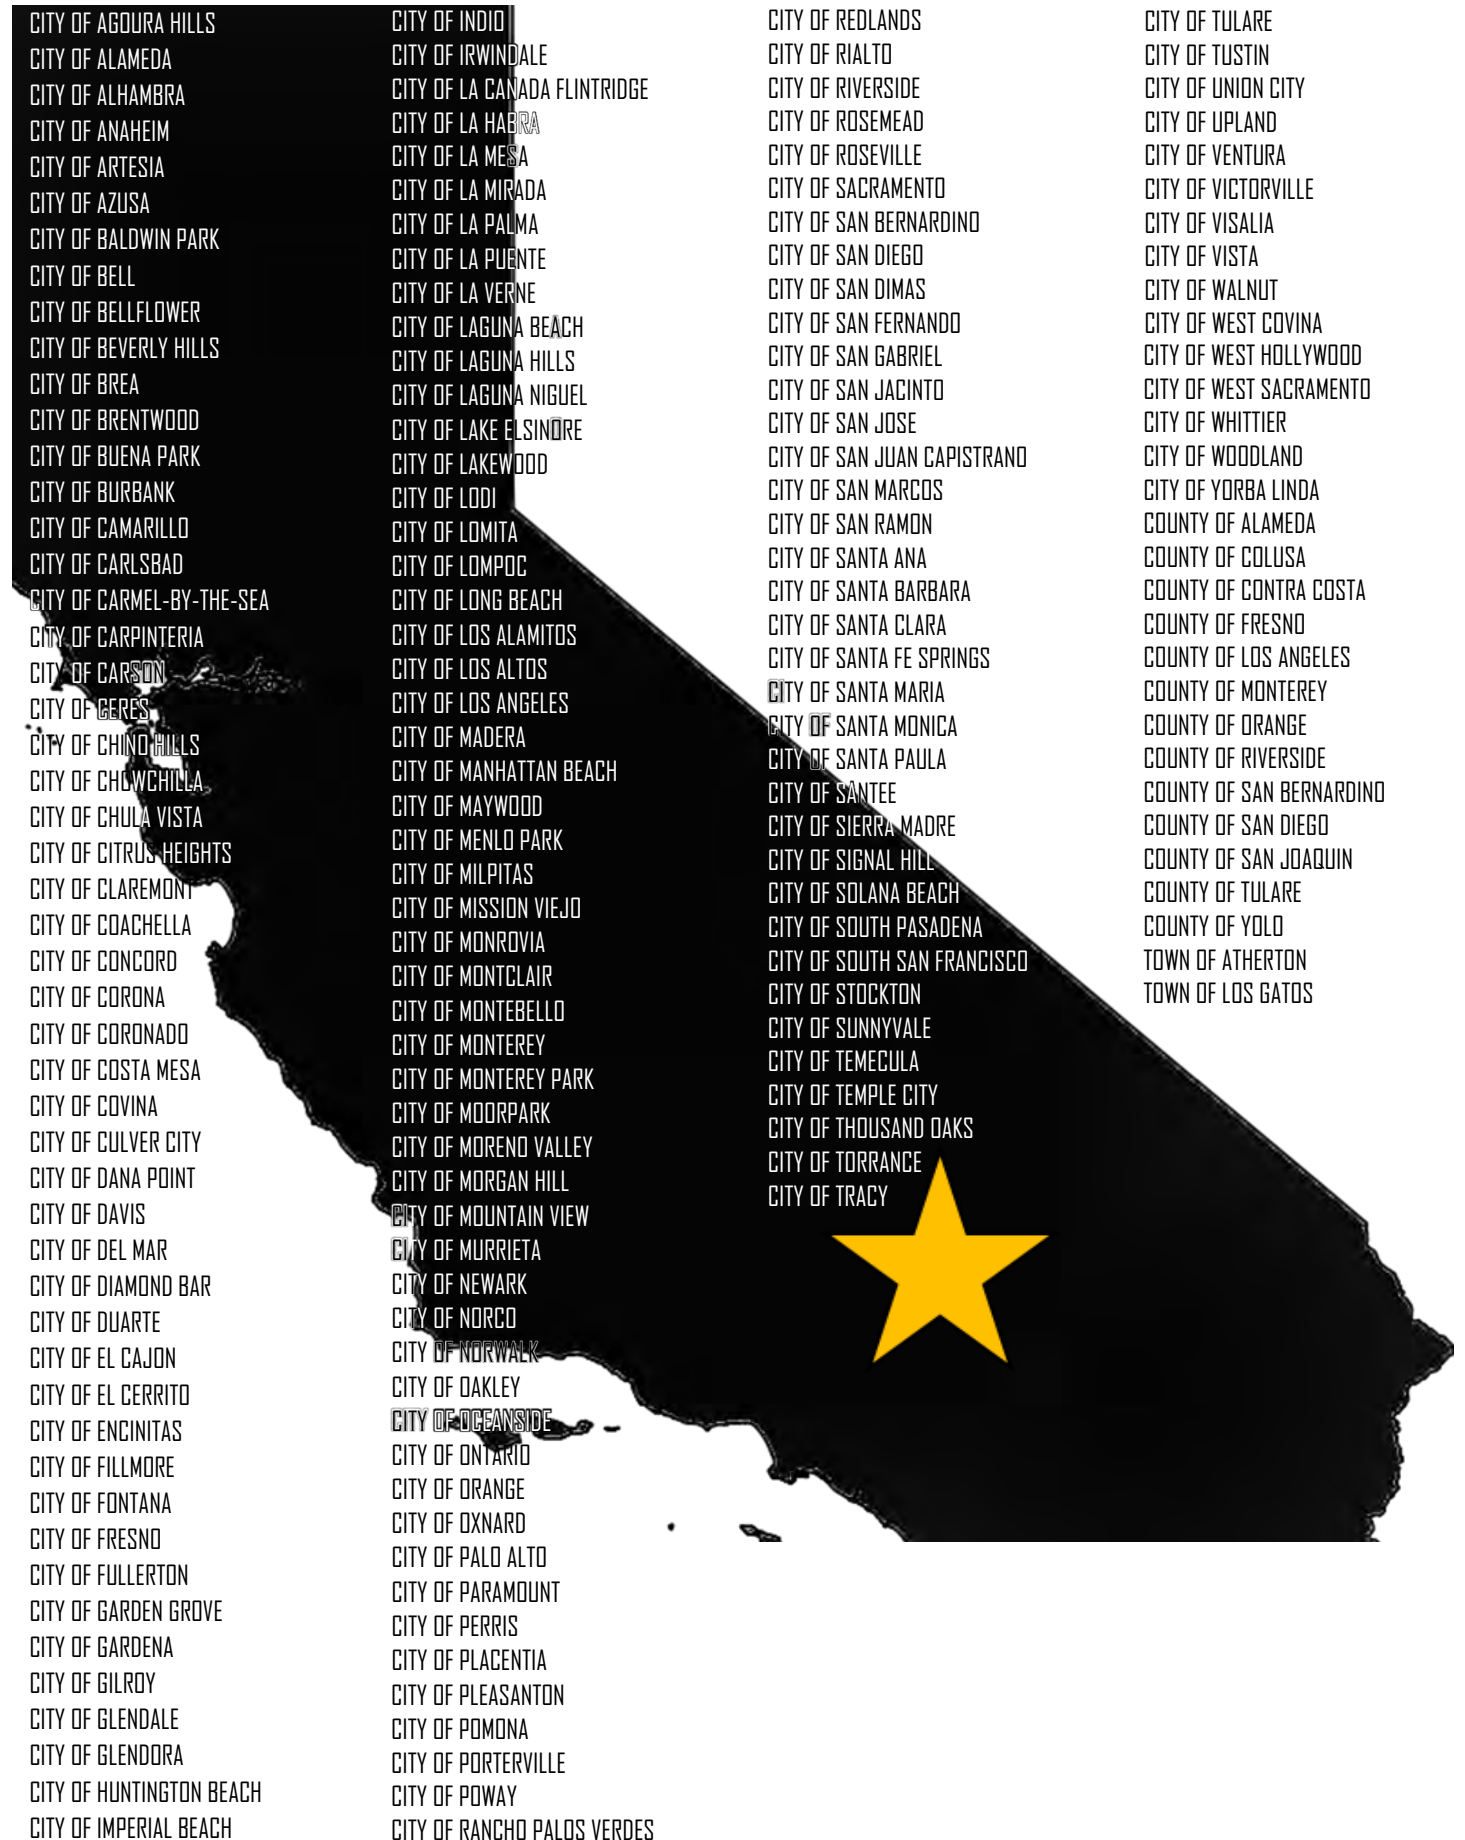 CITY OF AGOURA HILLS
CITY OF ALAMEDA
CITY OF ALHAMBRA
CITY OF ANAHEIM
CITY OF ARTESIA
CITY OF AZUSA
CITY OF BALDWIN PARK
CITY OF BELL
CITY OF BELLFLOWER
CITY OF BEVERLY HILLS
CITY OF BREA
CITY OF BRENTWOOD
CITY OF BUENA PARK
CITY OF BURBANK
CITY OF CAMARILLO
CITY OF CARLSBAD
CITY OF CARMEL-BY-THE-SEA
CITY OF CARPINTERIA
CITY OF CARSON
CITY OF CERES
CITY OF CHINO HILLS
CITY OF CHOWCHILLA
CITY OF CHULA VISTA
CITY OF CITRUS HEIGHTS
CITY OF CLAREMONT
CITY OF COACHELLA
CITY OF CONCORD
CITY OF CORONA
CITY OF CORONADO
CITY OF COSTA MESA
CITY OF COVINA
CITY OF CULVER CITY
CITY OF DANA POINT
CITY OF DAVIS
CITY OF DEL MAR
CITY OF DIAMOND BAR
CITY OF DUARTE
CITY OF EL CAJON
CITY OF EL CERRITO
CITY OF ENCINITAS
CITY OF FILLMORE
CITY OF FONTANA
CITY OF FRESNO
CITY OF FULLERTON
CITY OF GARDEN GROVE
CITY OF GARDENA
CITY OF GILROY
CITY OF GLENDALE
CITY OF GLENDORA
CITY OF HUNTINGTON BEACH
CITY OF IMPERIAL BEACH
CITY OF INDIO
CITY OF IRWINDALE
CITY OF LA CANADA FLINTRIDGE
CITY OF LA HABRA
CITY OF LA MESA
CITY OF LA MIRADA
CITY OF LA PALMA
CITY OF LA PUENTE
CITY OF LA VERNE
CITY OF LAGUNA BEACH
CITY OF LAGUNA HILLS
CITY OF LAGUNA NIGUEL
CITY OF LAKE ELSINORE
CITY OF LAKEWOOD
CITY OF LODI
CITY OF LOMITA
CITY OF LOMPOC
CITY OF LONG BEACH
CITY OF LOS ALAMITOS
CITY OF LOS ALTOS
CITY OF LOS ANGELES
CITY OF MADERA
CITY OF MANHATTAN BEACH
CITY OF MAYWOOD
CITY OF MENLO PARK
CITY OF MILPITAS
CITY OF MISSION VIEJO
CITY OF MONROVIA
CITY OF MONTCLAIR
CITY OF MONTEBELLO
CITY OF MONTEREY
CITY OF MONTEREY PARK
CITY OF MOORPARK
CITY OF MORENO VALLEY
CITY OF MORGAN HILL
CITY OF MOUNTAIN VIEW
CITY OF MURRIETA
CITY OF NEWARK
CITY OF NORCO
CITY OF NORWALK
CITY OF OAKLEY
CITY OF OCEANSIDE
CITY OF ONTARIO
CITY OF ORANGE
CITY OF OXNARD
CITY OF PALO ALTO
CITY OF PARAMOUNT
CITY OF PERRIS
CITY OF PLACENTIA
CITY OF PLEASANTON
CITY OF POMONA
CITY OF PORTERVILLE
CITY OF POWAY
CITY OF RANCHO PALOS VERDES
CITY OF REDLANDS
CITY OF RIALTO
CITY OF RIVERSIDE
CITY OF ROSEMEAD
CITY OF ROSEVILLE
CITY OF SACRAMENTO
CITY OF SAN BERNARDINO
CITY OF SAN DIEGO
CITY OF SAN DIMAS
CITY OF SAN FERNANDO
CITY OF SAN GABRIEL
CITY OF SAN JACINTO
CITY OF SAN JOSE
CITY OF SAN JUAN CAPISTRANO
CITY OF SAN MARCOS
CITY OF SAN RAMON
CITY OF SANTA ANA
CITY OF SANTA BARBARA
CITY OF SANTA CLARA
CITY OF SANTA FE SPRINGS
CITY OF SANTA MARIA
CITY OF SANTA MONICA
CITY OF SANTA PAULA
CITY OF SANTEE
CITY OF SIERRA MADRE
CITY OF SIGNAL HILL
CITY OF SOLANA BEACH
CITY OF SOUTH PASADENA
CITY OF SOUTH SAN FRANCISCO
CITY OF STOCKTON
CITY OF SUNNYVALE
CITY OF TEMECULA
CITY OF TEMPLE CITY
CITY OF THOUSAND OAKS
CITY OF TORRANCE
CITY OF TRACY
CITY OF TULARE
CITY OF TUSTIN
CITY OF UNION CITY
CITY OF UPLAND
CITY OF VENTURA
CITY OF VICTORVILLE
CITY OF VISALIA
CITY OF VISTA
CITY OF WALNUT
CITY OF WEST COVINA
CITY OF WEST HOLLYWOOD
CITY OF WEST SACRAMENTO
CITY OF WHITTIER
CITY OF WOODLAND
CITY OF YORBA LINDA
COUNTY OF ALAMEDA
COUNTY OF COLUSA
COUNTY OF CONTRA COSTA
COUNTY OF FRESNO
COUNTY OF LOS ANGELES
COUNTY OF MONTEREY
COUNTY OF ORANGE
COUNTY OF RIVERSIDE
COUNTY OF SAN BERNARDINO
COUNTY OF SAN DIEGO
COUNTY OF SAN JOAQUIN
COUNTY OF TULARE
COUNTY OF YOLO
TOWN OF ATHERTON
TOWN OF LOS GATOS